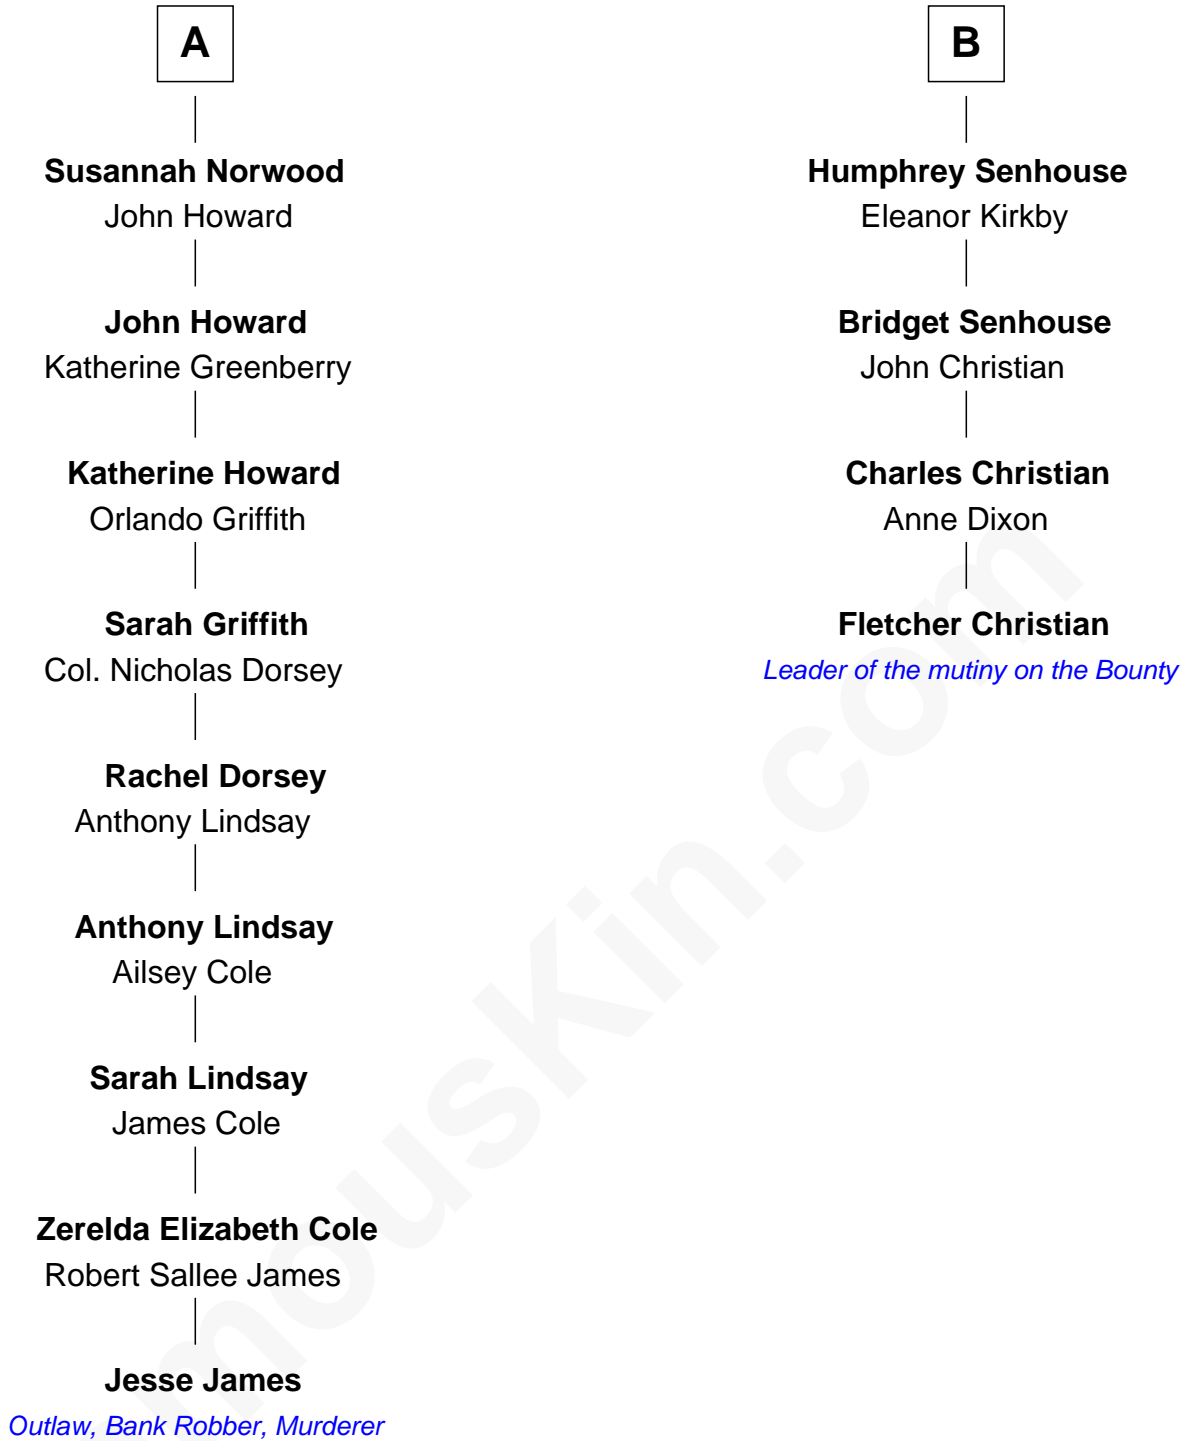 A
Susannah Norwood
John Howard
John Howard
Katherine Greenberry
Katherine Howard
Orlando Griffith
Sarah Griffith
Col. Nicholas Dorsey
Rachel Dorsey
Anthony Lindsay
Anthony Lindsay
Ailsey Cole
Sarah Lindsay
James Cole
Zerelda Elizabeth Cole
Robert Sallee James
Jesse James
Outlaw, Bank Robber, Murderer
B
Humphrey Senhouse
Eleanor Kirkby
Bridget Senhouse
John Christian
Charles Christian
Anne Dixon
Fletcher Christian
Leader of the mutiny on the Bounty
mousKin.com